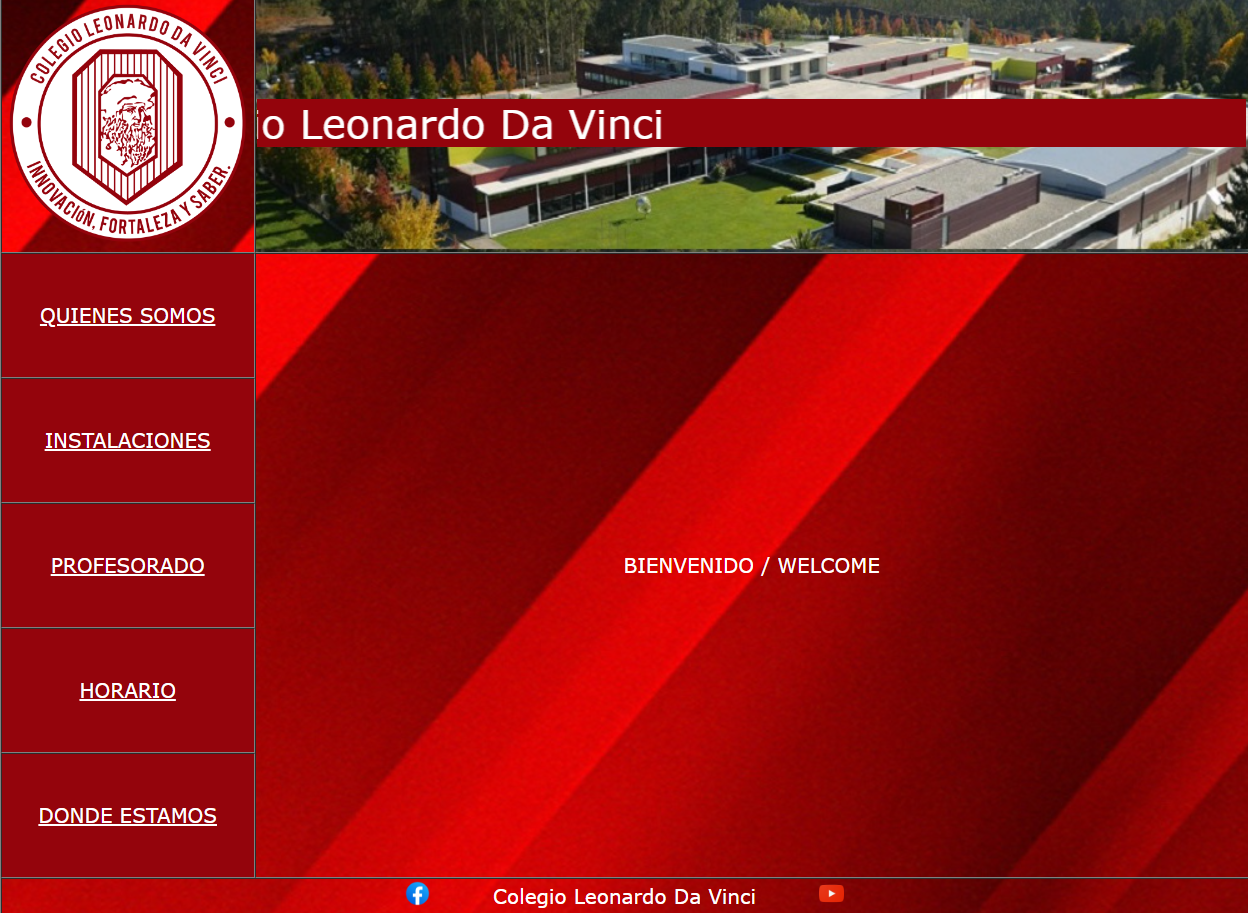 COLEGIO LEONARDO DA VINCI
INNOVACIÓN, FORTALEZA Y SABER.
io Leonardo Da Vinci
QUIENES SOMOS
INSTALACIONES
PROFESORADO
HORARIO
DONDE ESTAMOS
BIENVENIDO / WELCOME
Colegio Leonardo Da Vinci